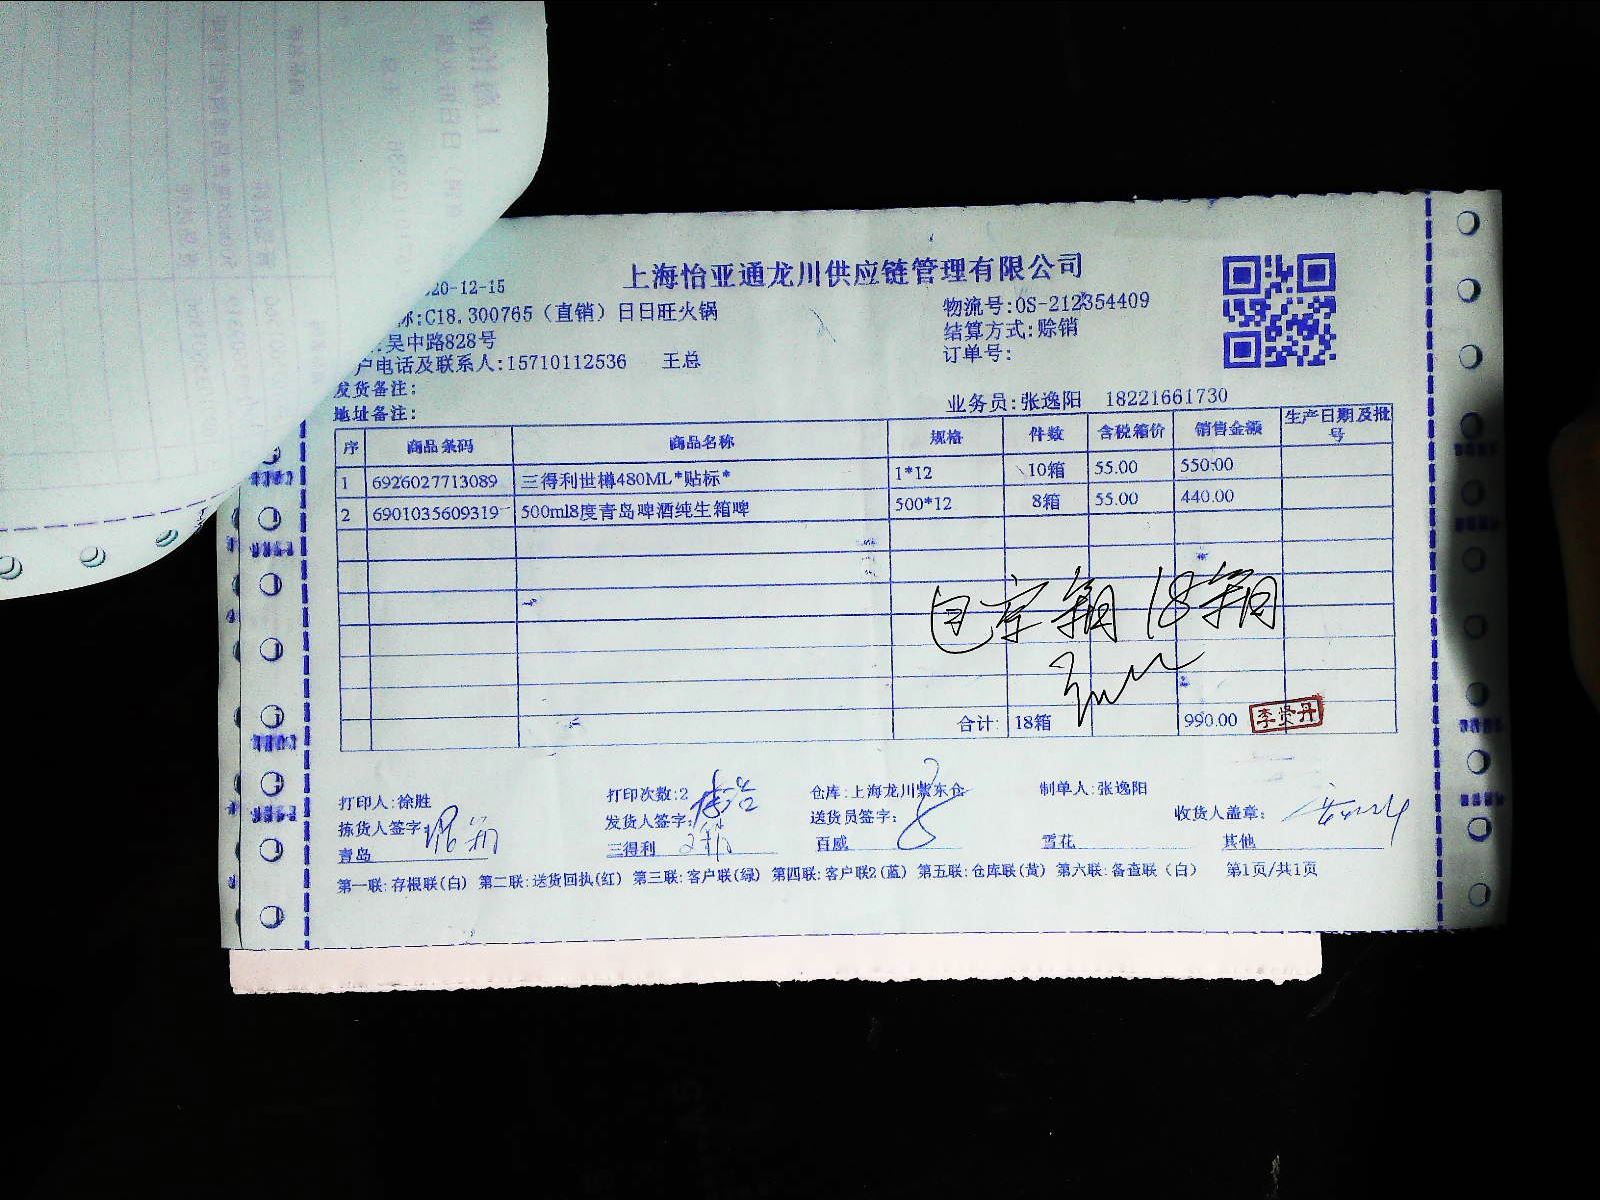 上海怡亚通龙川供应链管理有限公司
20-12-15
称:C18.300765（直销）日日旺火锅
物流号:OS-212354409
:吴中路828号
结算方式:赊销
户电话及联系人:15710112536 王总
订单号:
发货备注:
地址备注:
业务员:张逸阳 18221661730
序 商品条码 商品名称 规格 件数 含税箱价 销售金额 生产日期及批号
1 6926027713089 三得利世樽480ML*贴标* 1*12 10箱 55.00 550.00
2 6901035609319 500ml8度青岛啤酒纯生箱啤 500*12 8箱 55.00 440.00
18箱
合计: 18箱 990.00
打印人:徐胜 打印次数:2 仓库:上海龙川紫东仓 制单人:张逸阳
拣货人签字: 发货人签字: 送货员签字: 收货人盖章:
青岛 三得利 百威 雪花 其他
第一联:存根联(白) 第二联:送货回执(红) 第三联:客户联(绿) 第四联:客户联2(蓝) 第五联:仓库联(黄) 第六联:备查联(白) 第1页/共1页